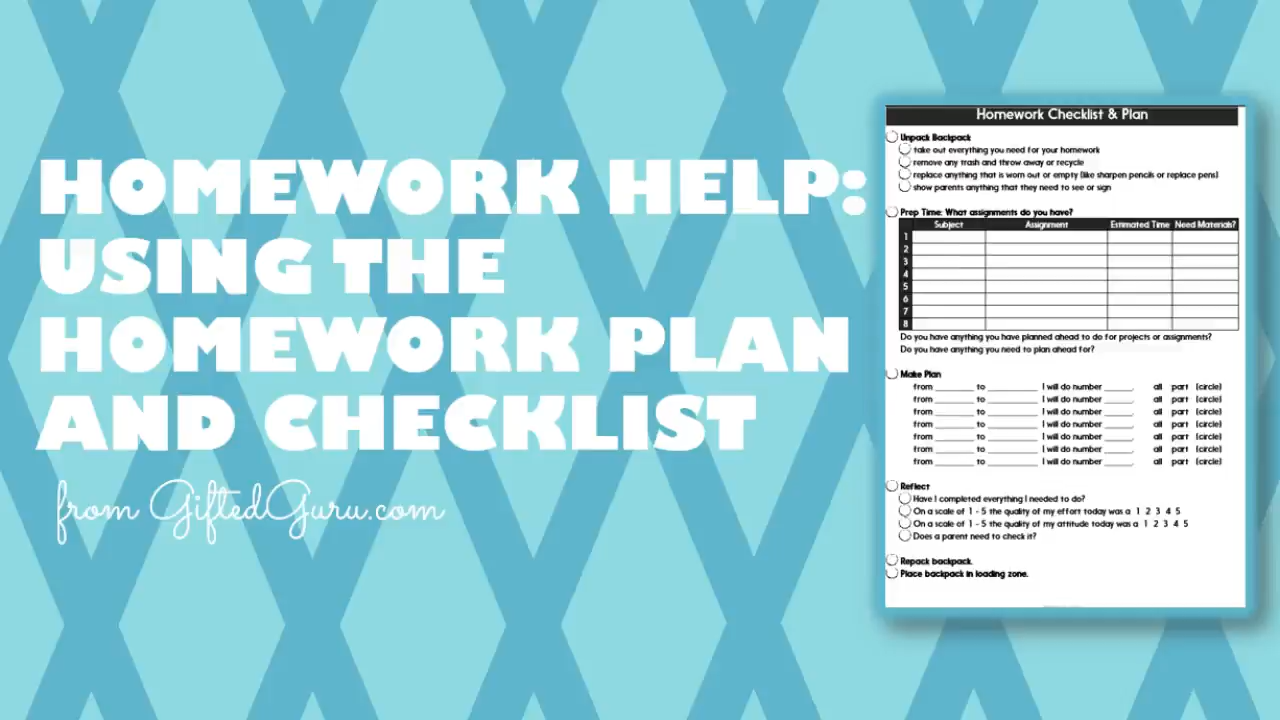 HOMEWORK HELP:
USING THE
HOMEWORK PLAN
AND CHECKLIST
from GiftedGuru.com
Homework Checklist & Plan
Unpack Backpack
take out everything you need for your homework
remove any trash and throw away or recycle
replace anything that is worn out or empty (like sharpen pencils or replace pens)
show parents anything that they need to see or sign
Prep Time: What assignments do you have?
Subject Assignment Estimated Time Need Materials?
1
2
3
4
5
6
7
8
Do you have anything you have planned ahead to do for projects or assignments?
Do you have anything you need to plan ahead for?
Make Plan
from ________ to __________ I will do number ______. all part (circle)
from ________ to __________ I will do number ______. all part (circle)
from ________ to __________ I will do number ______. all part (circle)
from ________ to __________ I will do number ______. all part (circle)
from ________ to __________ I will do number ______. all part (circle)
from ________ to __________ I will do number ______. all part (circle)
from ________ to __________ I will do number ______. all part (circle)
Reflect
Have I completed everything I needed to do?
On a scale of 1 - 5 the quality of my effort today was a 1 2 3 4 5
On a scale of 1 - 5 the quality of my attitude today was a 1 2 3 4 5
Does a parent need to check it?
Repack backpack.
Place backpack in loading zone.